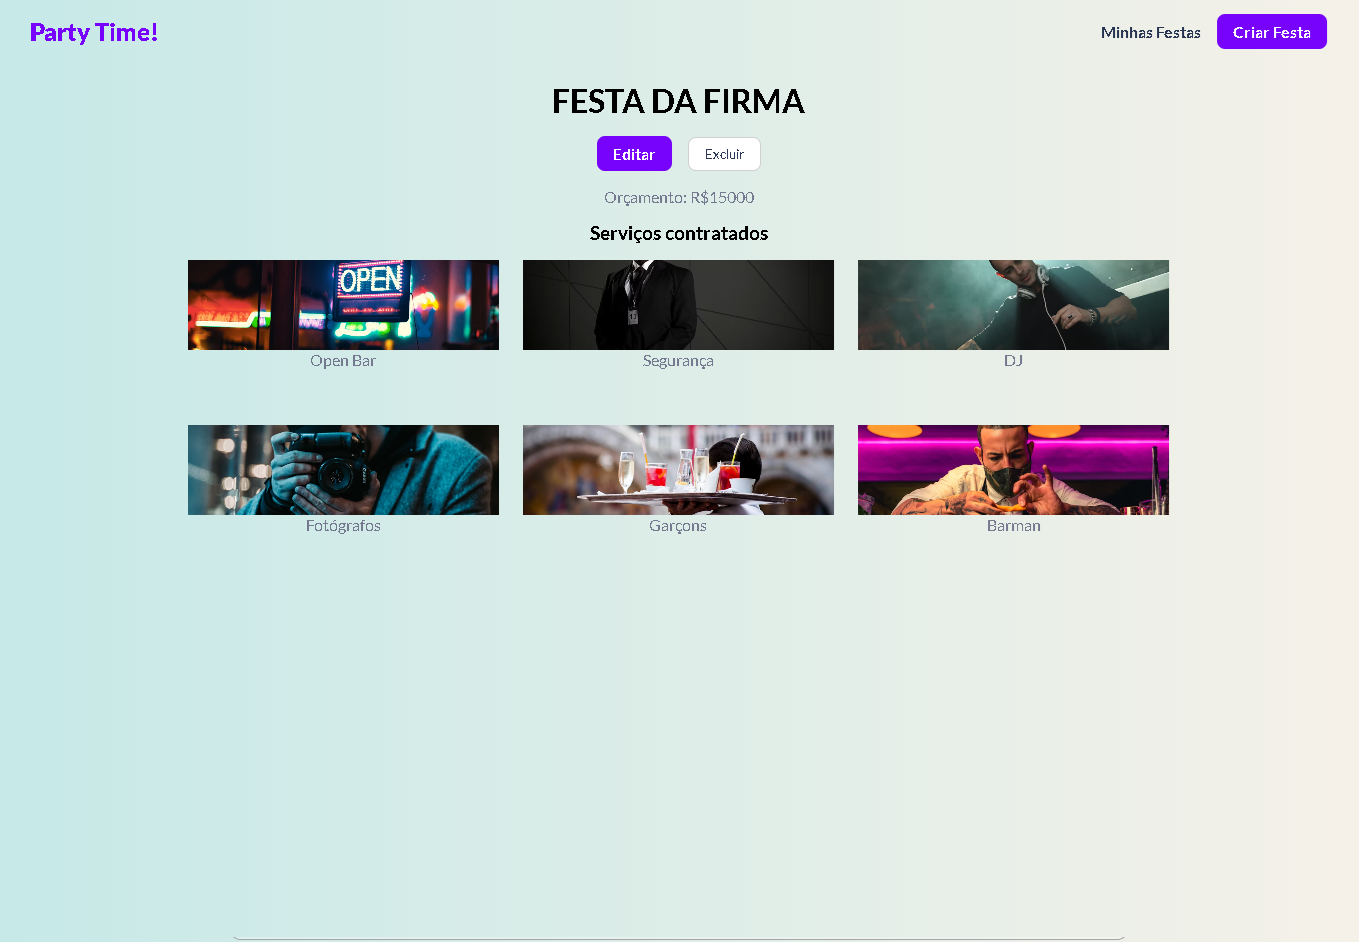 Party Time!
Minhas Festas
Criar Festa
FESTA DA FIRMA
Editar
Excluir
Orçamento: R$15000
Serviços contratados
OPEN
Open Bar
Segurança
DJ
Fotógrafos
Garçons
Barman